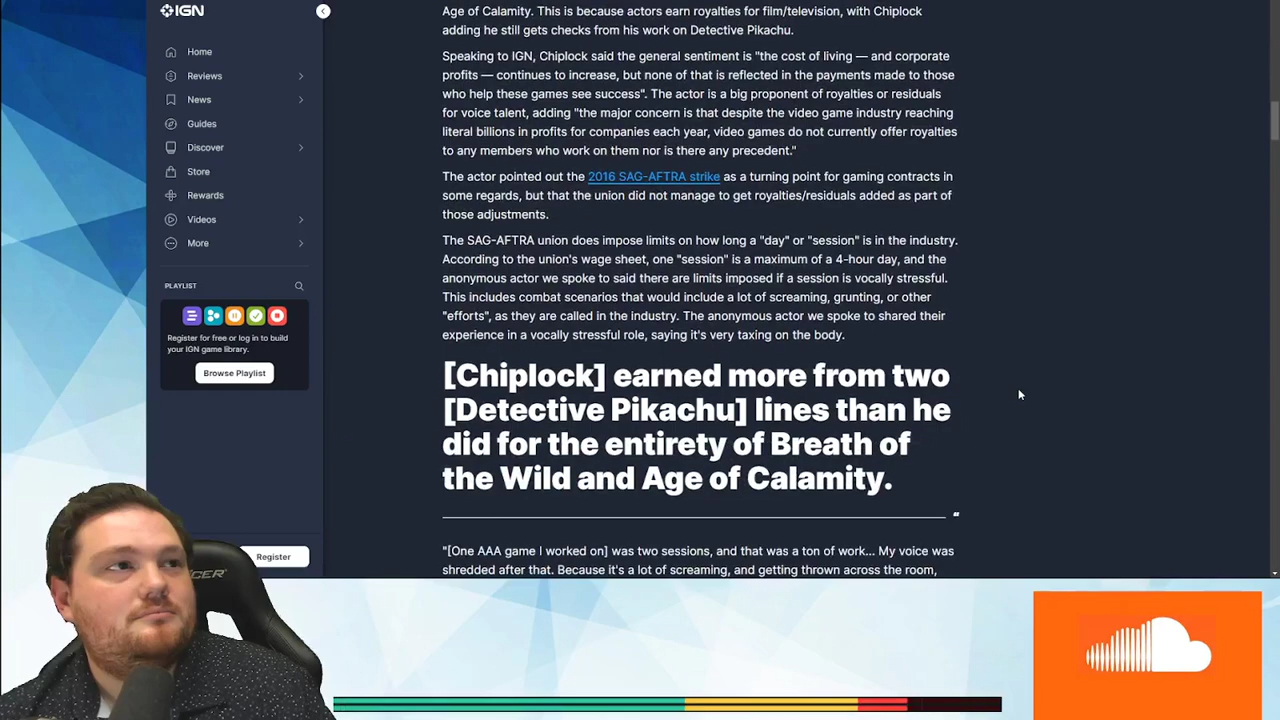 IGN
Home
Reviews
News
Guides
Discover
Store
Rewards
Videos
More
PLAYLIST
Register for free or log in to build
your IGN game library.
Browse Playlist
Register
Age of Calamity. This is because actors earn royalties for film/television, with Chiplock
adding he still gets checks from his work on Detective Pikachu.
Speaking to IGN, Chiplock said the general sentiment is "the cost of living — and corporate
profits — continues to increase, but none of that is reflected in the payments made to those
who help these games see success". The actor is a big proponent of royalties or residuals
for voice talent, adding "the major concern is that despite the video game industry reaching
literal billions in profits for companies each year, video games do not currently offer royalties
to any members who work on them nor is there any precedent."
The actor pointed out the 2016 SAG-AFTRA strike as a turning point for gaming contracts in
some regards, but that the union did not manage to get royalties/residuals added as part of
those adjustments.
The SAG-AFTRA union does impose limits on how long a "day" or "session" is in the industry.
According to the union's wage sheet, one "session" is a maximum of a 4-hour day, and the
anonymous actor we spoke to said there are limits imposed if a session is vocally stressful.
This includes combat scenarios that would include a lot of screaming, grunting, or other
"efforts", as they are called in the industry. The anonymous actor we spoke to shared their
experience in a vocally stressful role, saying it's very taxing on the body.
[Chiplock] earned more from two
[Detective Pikachu] lines than he
did for the entirety of Breath of
the Wild and Age of Calamity.
"[One AAA game I worked on] was two sessions, and that was a ton of work... My voice was
shredded after that. Because it's a lot of screaming, and getting thrown across the room,